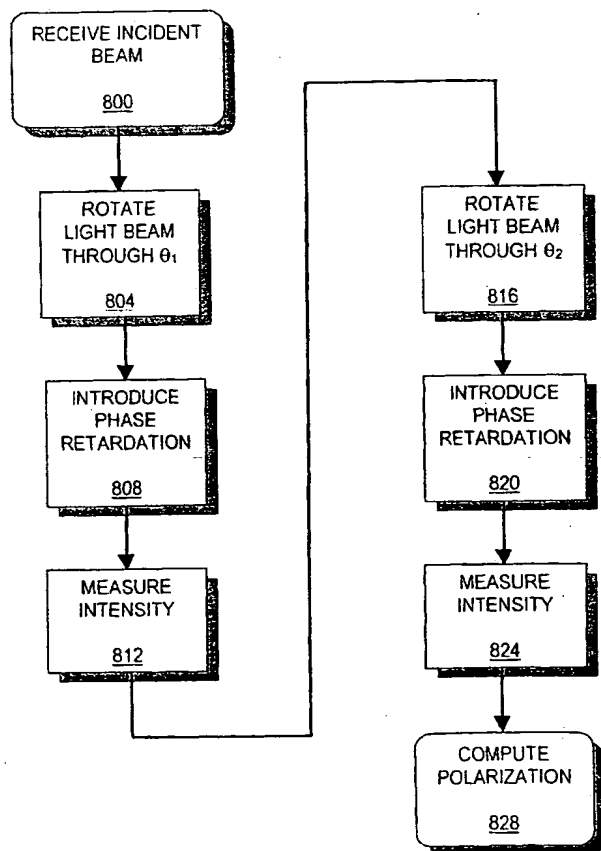 RECEIVE INCIDENT
BEAM
800
ROTATE
LIGHT BEAM
THROUGH θ₁
804
INTRODUCE
PHASE
RETARDATION
808
MEASURE
INTENSITY
812
ROTATE
LIGHT BEAM
THROUGH θ₂
816
INTRODUCE
PHASE
RETARDATION
820
MEASURE
INTENSITY
824
COMPUTE
POLARIZATION
828